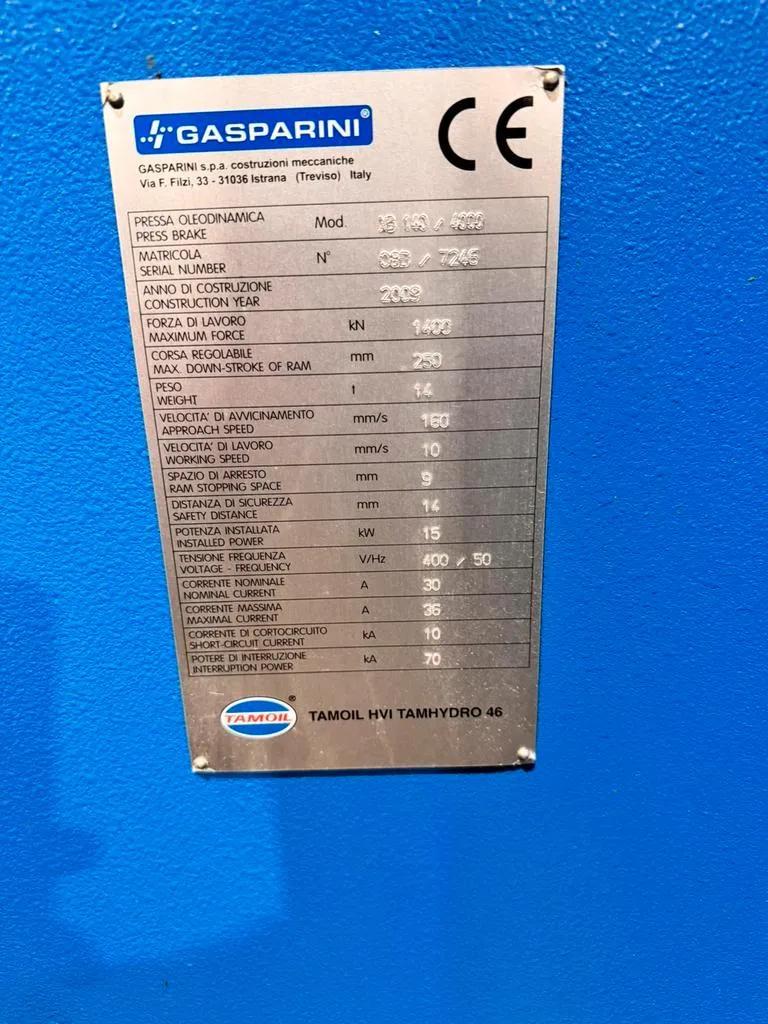 GASPARINI®
CE
GASPARINI s.p.a. costruzioni meccaniche
Via F. Filzi, 33 - 31036 Istrana (Treviso) Italy
PRESSA OLEODINAMICA
PRESS BRAKE
Mod. 140 / 4000
MATRICOLA
SERIAL NUMBER
N° / 7246
ANNO DI COSTRUZIONE
CONSTRUCTION YEAR
2009
FORZA DI LAVORO
MAXIMUM FORCE
kN 1400
CORSA REGOLABILE
MAX. DOWN-STROKE OF RAM
mm 250
PESO
WEIGHT
t 14
VELOCITA' DI AVVICINAMENTO
APPROACH SPEED
mm/s 160
VELOCITA' DI LAVORO
WORKING SPEED
mm/s 10
SPAZIO DI ARRESTO
RAM STOPPING SPACE
mm 9
DISTANZA DI SICUREZZA
SAFETY DISTANCE
mm 14
POTENZA INSTALLATA
INSTALLED POWER
kW 15
TENSIONE FREQUENZA
VOLTAGE - FREQUENCY
V/Hz 400 / 50
CORRENTE NOMINALE
NOMINAL CURRENT
A 30
CORRENTE MASSIMA
MAXIMAL CURRENT
A 36
CORRENTE DI CORTOCIRCUITO
SHORT-CIRCUIT CURRENT
kA 10
POTERE DI INTERRUZIONE
INTERRUPTION POWER
kA 70
TAMOIL® TAMOIL HVI TAMHYDRO 46